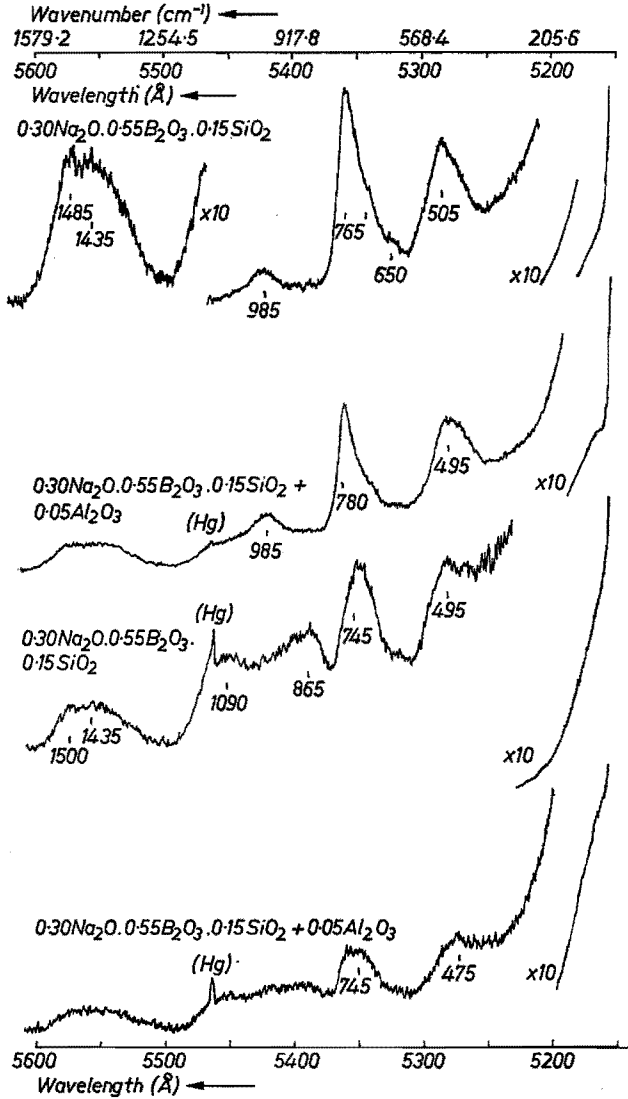 Wavenumber (cm⁻¹) ←
1579·2 1254·5 917·8 568·4 205·6
5600 5500 5400 5300 5200
Wavelength (Å) ←
0·30Na₂O.0·55B₂O₃.0·15SiO₂
1485
1435
x10
985
765
650
505
x10
0·30Na₂O.0·55B₂O₃.0·15SiO₂ +
0·05Al₂O₃
(Hg)
985
780
495
x10
0·30Na₂O.0·55B₂O₃.
0·15SiO₂
(Hg)
1500
1435
1090
865
745
495
x10
0·30Na₂O.0·55B₂O₃.0·15SiO₂ + 0·05Al₂O₃
(Hg)
745
475
x10
5600 5500 5400 5300 5200
Wavelength (Å) ←